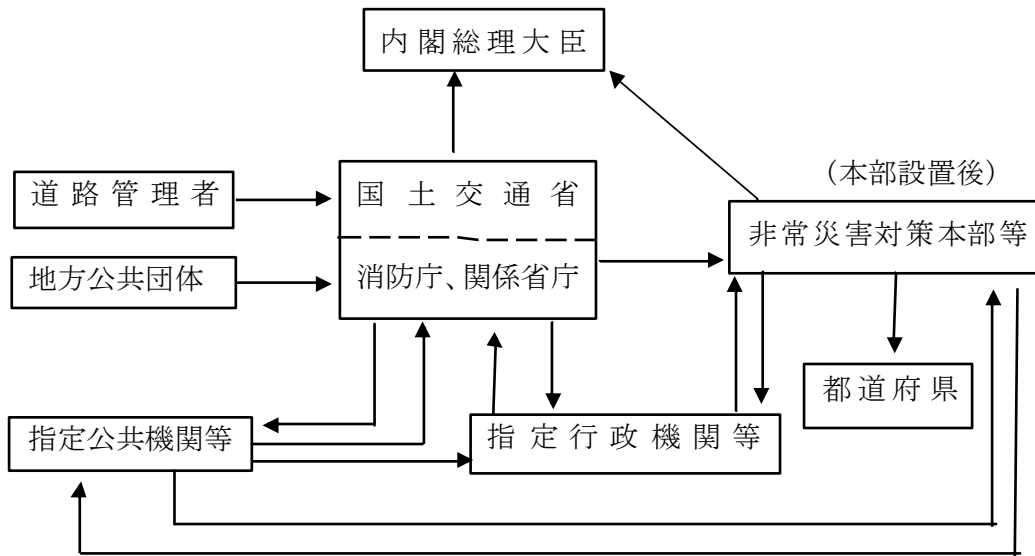 内閣総理大臣
道路管理者
国土交通省
(本部設置後)
非常災害対策本部等
地方公共団体
消防庁、関係省庁
都道府県
指定公共機関等
指定行政機関等